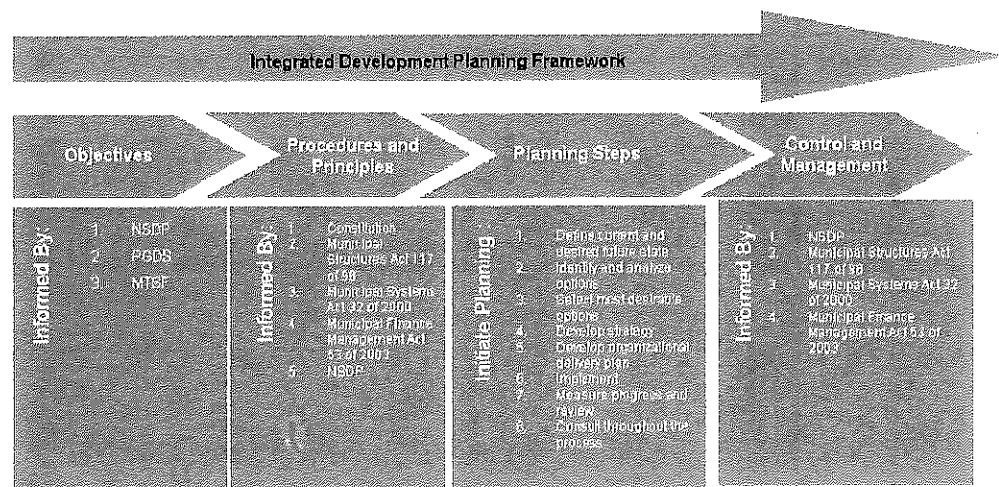 Integrated Development Planning Framework
Objectives
Procedures and
Principles
Planning Steps
Control and
Management
Informed By:
1. NSDP
2. PGDS
3. MTEF
Informed By:
1. Constitution
2. Municipal
Structures Act 117
of 98
3. Municipal Systems
Act 32 of 2000
4. Municipal Finance
Management Act
53 of 2003
5. NSDP
Initiate Planning:
1. Define current and
desired future state
2. Identify and analyze
options
3. Select most desirable
options
4. Develop strategy
5. Develop organizational
delivery plan
6. Implement
7. Measure progress and
review
8. Consult throughout the
process
Informed By:
1. NSDP
2. Municipal Structures Act
117 of 98
3. Municipal Systems Act 32
of 2000
4. Municipal Finance
Management Act 53 of
2003